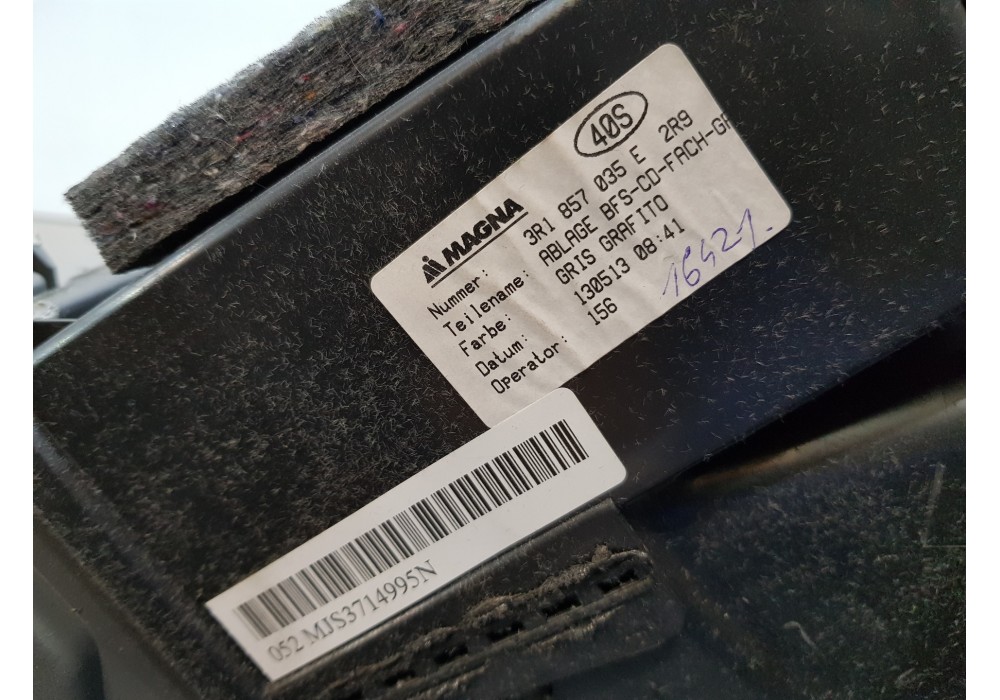 40S
MAGNA
Nummer: 3R1 857 035 E 2R9
Teilename: ABLAGE BFS-CD-FACH-GR
Farbe: GRIS GRAFITO
Datum: 130513 08:41
Operator: 156
16421.
052 MJS3714995N